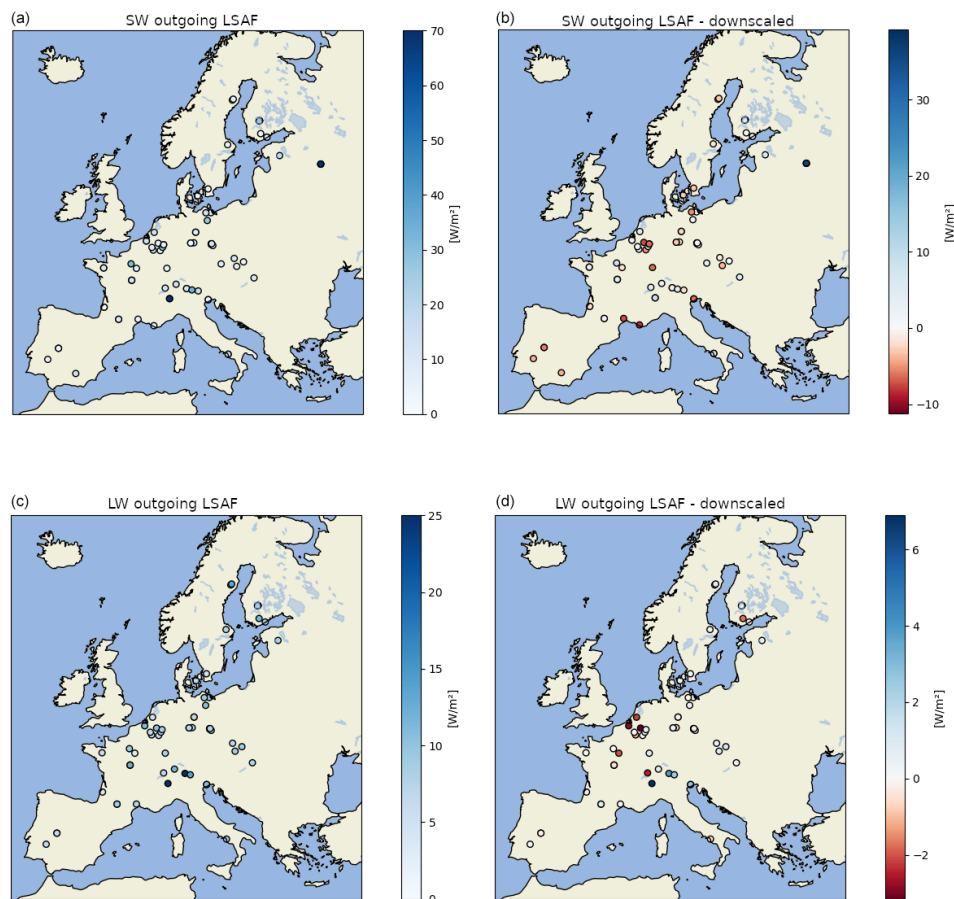 (a)
SW outgoing LSAF
70
60
50
40
30
20
10
0
[W/m²]
(b)
SW outgoing LSAF - downscaled
30
20
10
0
−10
[W/m²]
(c)
LW outgoing LSAF
25
20
15
10
5
0
[W/m²]
(d)
LW outgoing LSAF - downscaled
6
4
2
0
−2
[W/m²]